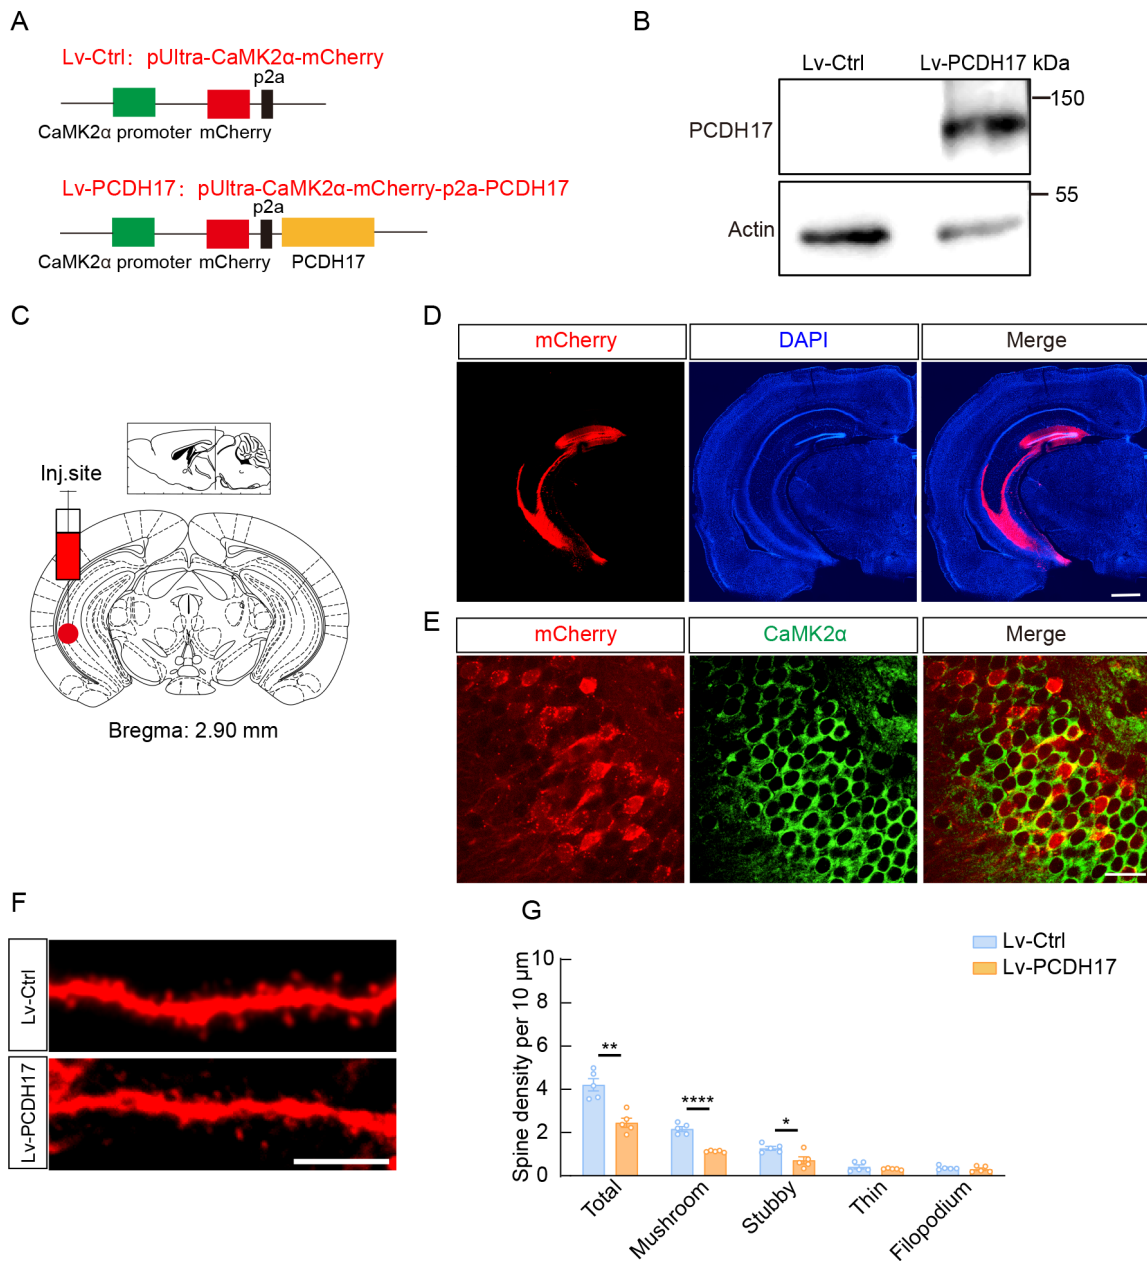 A
Lv-Ctrl：pUltra-CaMK2α-mCherry
p2a
CaMK2α promoter mCherry
Lv-PCDH17：pUltra-CaMK2α-mCherry-p2a-PCDH17
p2a
CaMK2α promoter mCherry PCDH17
B
Lv-Ctrl Lv-PCDH17 kDa
150
PCDH17
55
Actin
C
Inj.site
Bregma: 2.90 mm
D
mCherry DAPI Merge
E
mCherry CaMK2α Merge
F
Lv-Ctrl
Lv-PCDH17
G
Lv-Ctrl
Lv-PCDH17
Spine density per 10 μm
10
8
6
4
2
0
** **** *
Total Mushroom Stubby Thin Filopodium